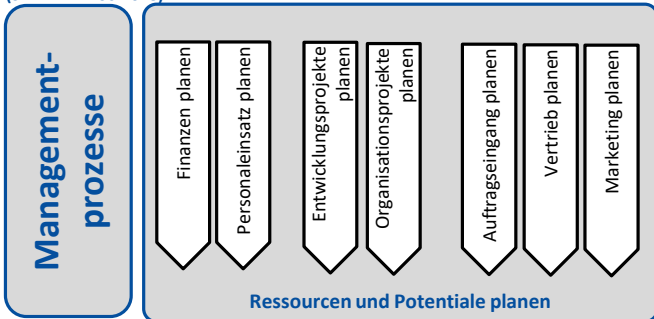 Management-
prozesse
Finanzen planen
Personaleinsatz planen
Entwicklungsprojekte
planen
Organisationsprojekte
planen
Auftragseingang planen
Vertrieb planen
Marketing planen
Ressourcen und Potentiale planen